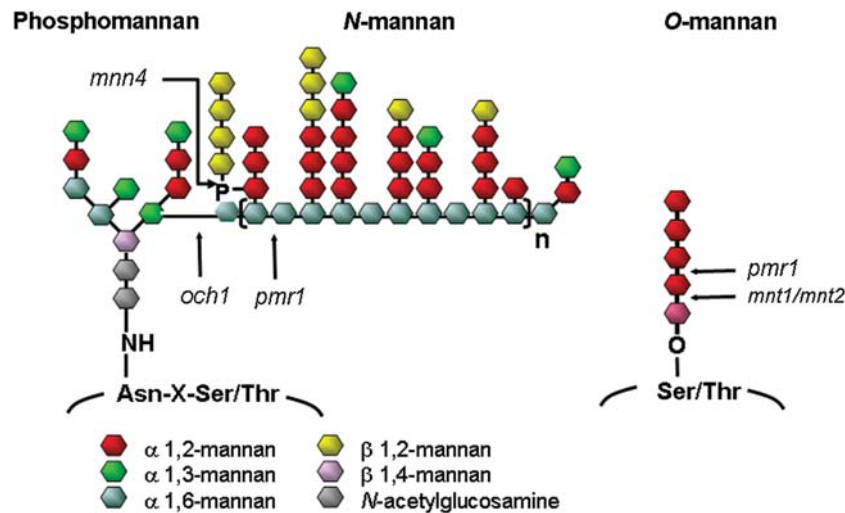 Phosphomannan N-mannan O-mannan
mnn4
P
n
och1 pmr1
pmr1
mnt1/mnt2
NH
O
Asn-X-Ser/Thr
Ser/Thr
α 1,2-mannan β 1,2-mannan
α 1,3-mannan β 1,4-mannan
α 1,6-mannan N-acetylglucosamine